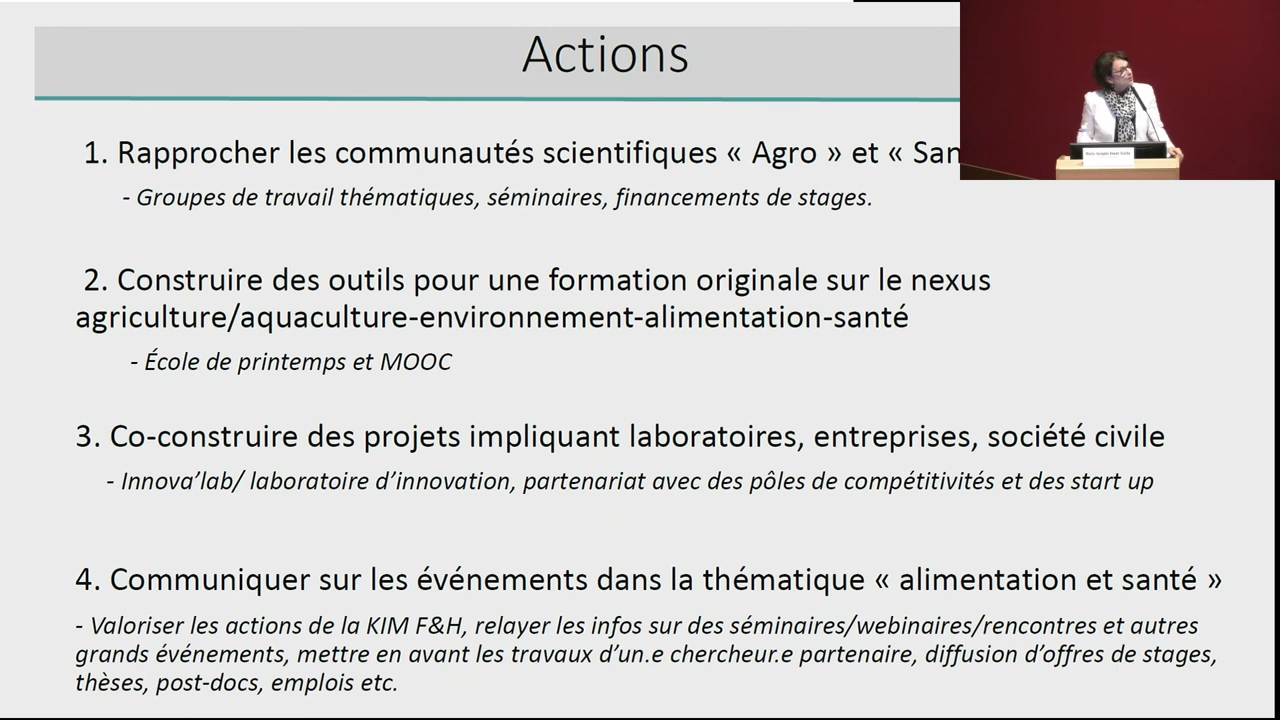 Actions
1. Rapprocher les communautés scientifiques « Agro » et « San
- Groupes de travail thématiques, séminaires, financements de stages.
2. Construire des outils pour une formation originale sur le nexus
agriculture/aquaculture-environnement-alimentation-santé
- École de printemps et MOOC
3. Co-construire des projets impliquant laboratoires, entreprises, société civile
- Innova’lab/ laboratoire d’innovation, partenariat avec des pôles de compétitivités et des start up
4. Communiquer sur les événements dans la thématique « alimentation et santé »
- Valoriser les actions de la KIM F&H, relayer les infos sur des séminaires/webinaires/rencontres et autres
grands événements, mettre en avant les travaux d’un.e chercheur.e partenaire, diffusion d’offres de stages,
thèses, post-docs, emplois etc.